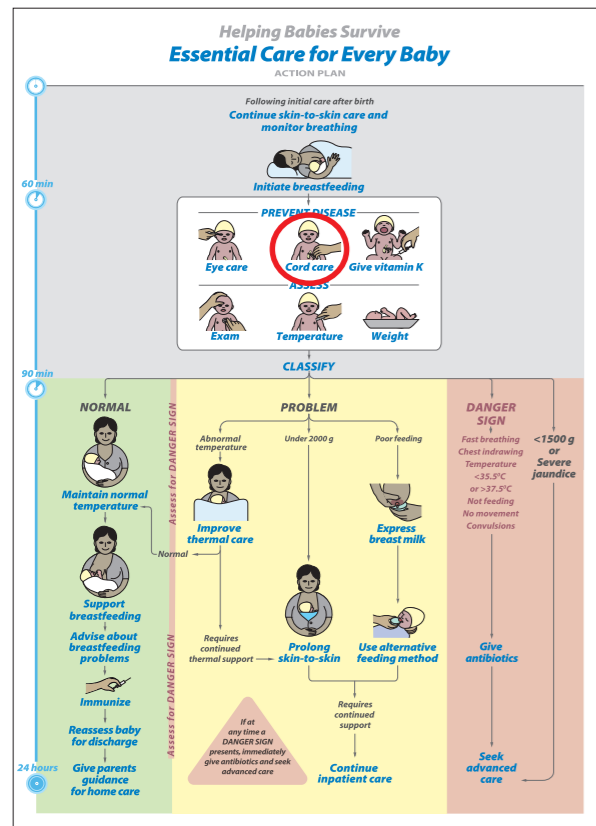 Helping Babies Survive
Essential Care for Every Baby
ACTION PLAN
Following initial care after birth
Continue skin-to-skin care and
monitor breathing
Initiate breastfeeding
60 min
PREVENT DISEASE
Eye care
Cord care
Give vitamin K
ASSESS
Exam
Temperature
Weight
CLASSIFY
90 min
NORMAL
Maintain normal
temperature
Support
breastfeeding
Advise about
breastfeeding
problems
Immunize
Reassess baby
for discharge
Give parents
guidance
for home care
24 hours
Assess for DANGER SIGN
Assess for DANGER SIGN
PROBLEM
Abnormal
temperature
Improve
thermal care
Normal
Requires
continued
thermal support
Under 2000 g
Prolong
skin-to-skin
Poor feeding
Express
breast milk
Use alternative
feeding method
Requires
continued
support
Continue
inpatient care
If at
any time a
DANGER SIGN
presents, immediately
give antibiotics and seek
advanced care
DANGER
SIGN
Fast breathing
Chest indrawing
Temperature
<35.5⁰C
or >37.5⁰C
Not feeding
No movement
Convulsions
Give
antibiotics
Seek
advanced
care
<1500 g
or
Severe
jaundice